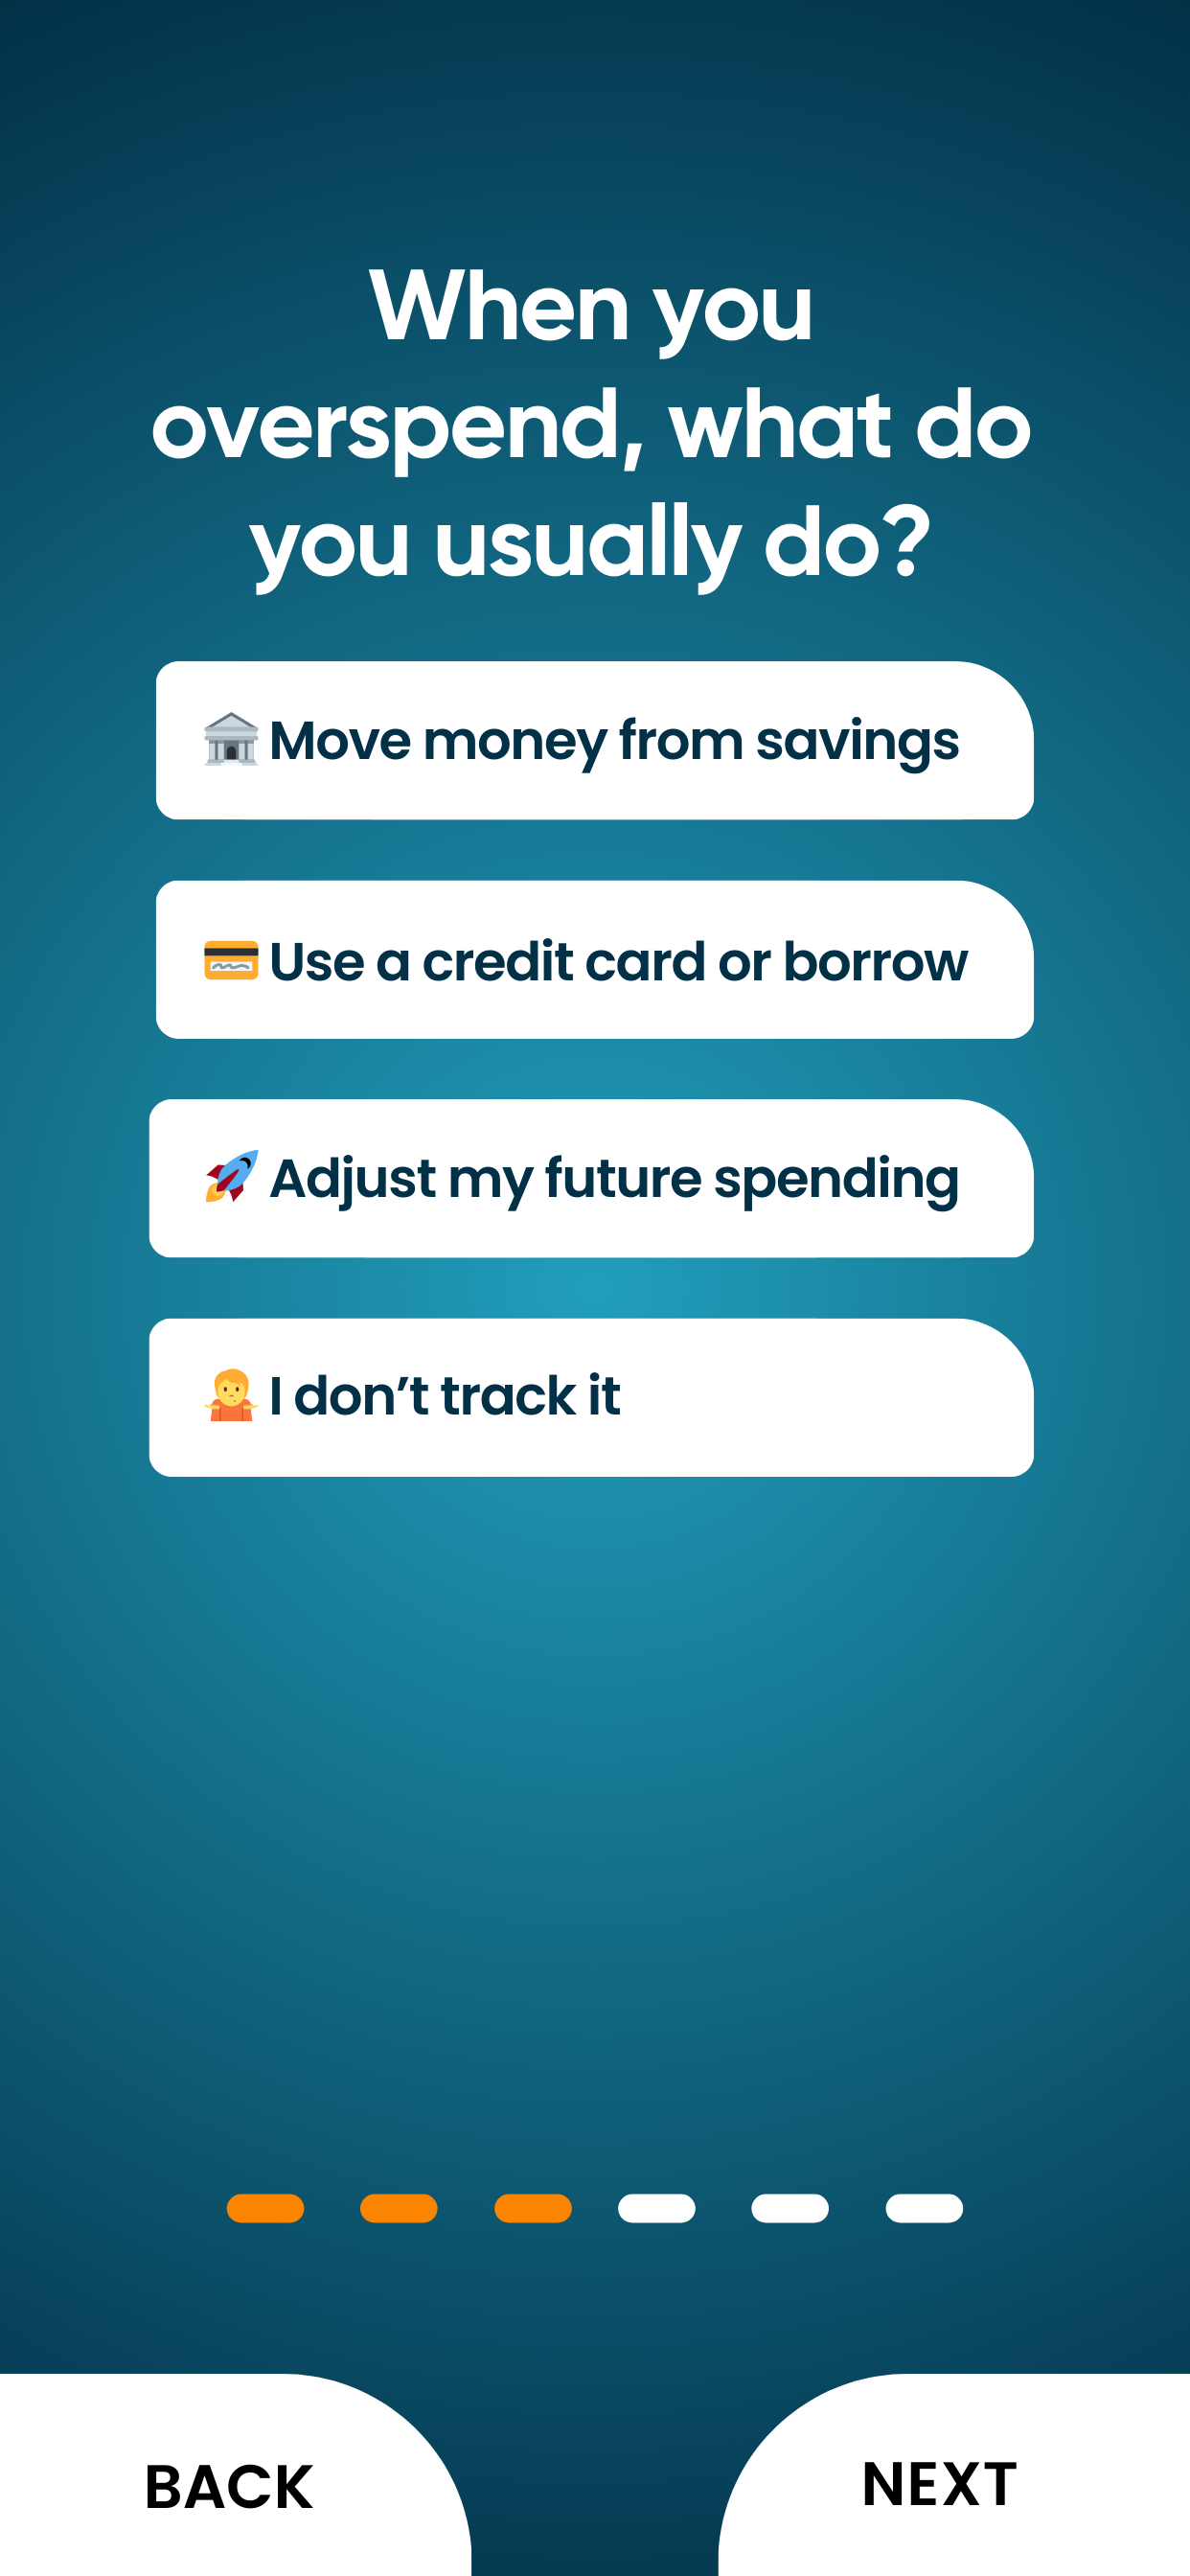 When you
overspend, what do
you usually do?
🏛️ Move money from savings
💳 Use a credit card or borrow
🚀 Adjust my future spending
🤷 I don’t track it
BACK
NEXT